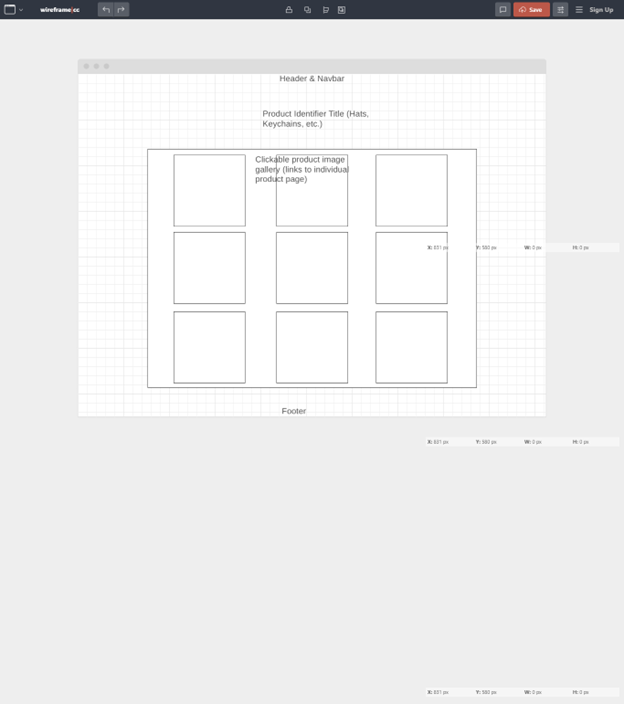 wireframe|cc
Save
Sign Up
Header & Navbar
Product Identifier Title (Hats,
Keychains, etc.)
Clickable product image
gallery (links to individual
product page)
X: 831 px Y: 580 px W: 0 px H: 0 px
Footer
X: 831 px Y: 580 px W: 0 px H: 0 px
X: 831 px Y: 580 px W: 0 px H: 0 px